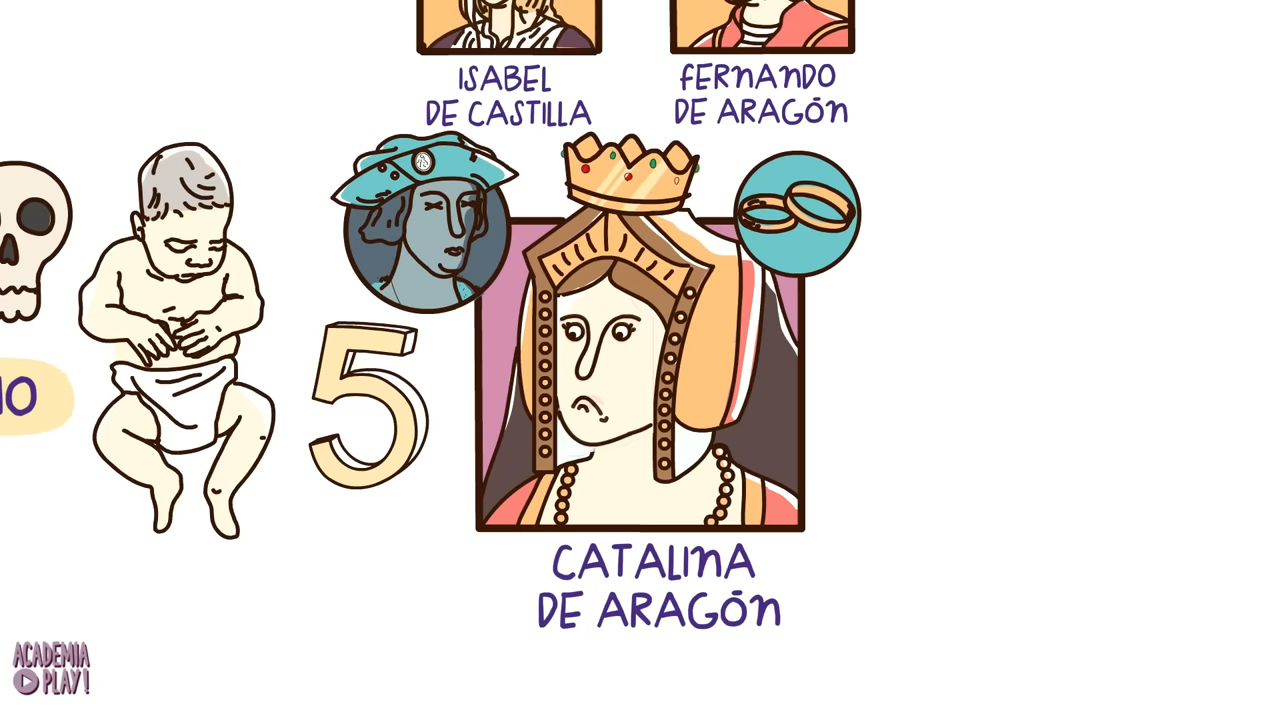 ISABEL
DE CASTILLA
FERNANDO
DE ARAGÓN
5
CATALINA
DE ARAGÓN
ACADEMIA
PLAY!